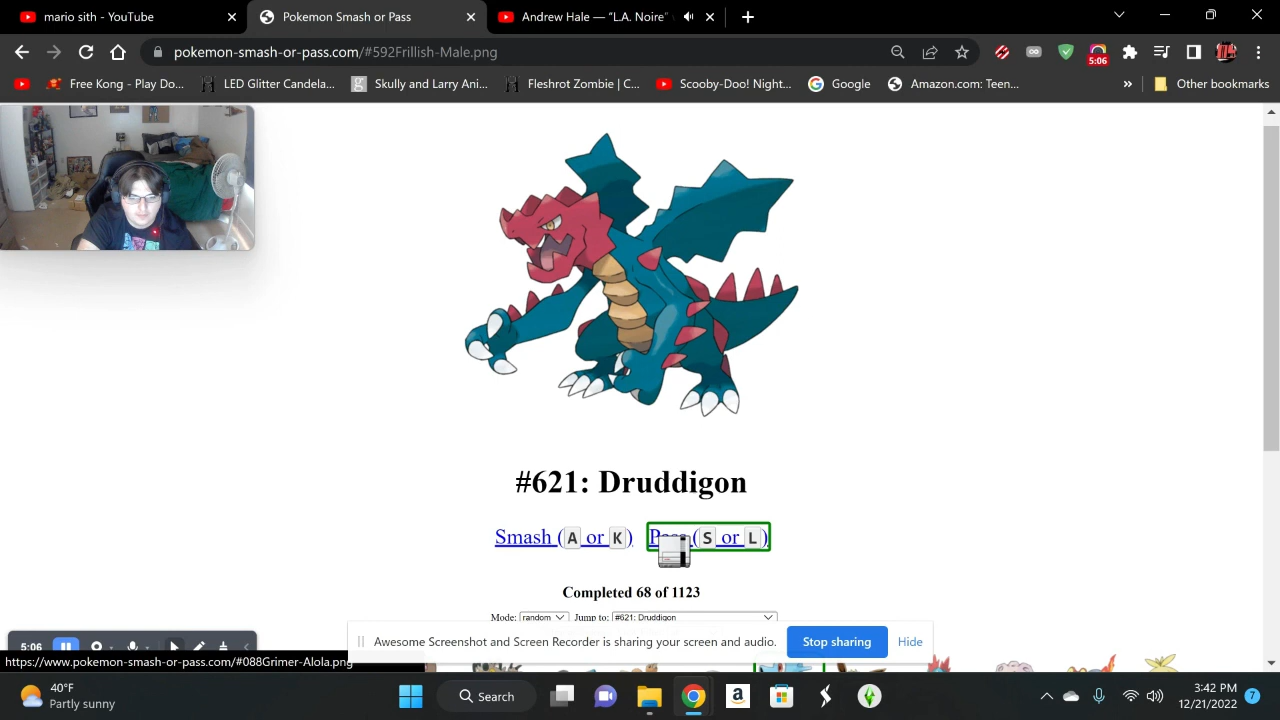 mario sith - YouTube
Pokemon Smash or Pass
Andrew Hale — "L.A. Noire"
pokemon-smash-or-pass.com/#592Frillish-Male.png
5:06
Free Kong - Play Do...
LED Glitter Candela...
Skully and Larry Ani...
Fleshrot Zombie | C...
Scooby-Doo! Night...
Google
Amazon.com: Teen...
»
Other bookmarks
#621: Druddigon
Smash (A or K)
Pass (S or L)
Completed 68 of 1123
Mode: random Jump to: #621: Druddigon
5:06
Awesome Screenshot and Screen Recorder is sharing your screen and audio.
Stop sharing
Hide
https://www.pokemon-smash-or-pass.com/#088Grimer-Alola.png
40°F
Partly sunny
Search
3:42 PM
12/21/2022
7